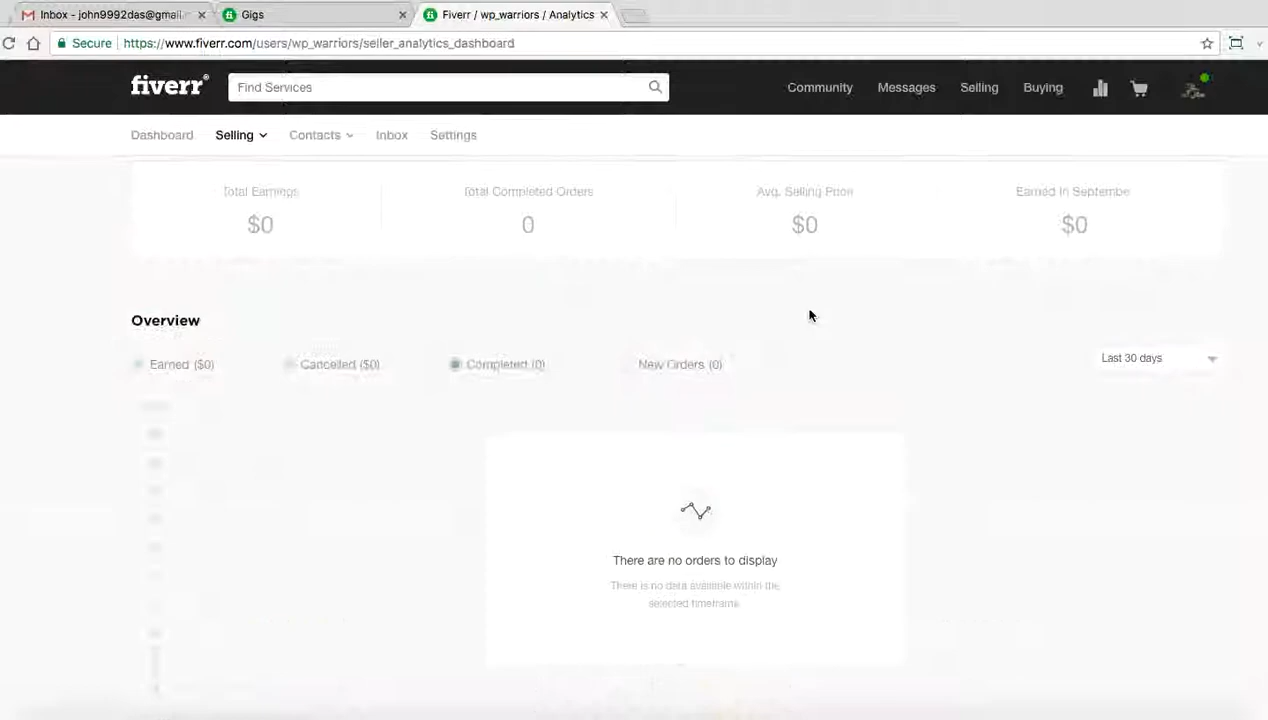 Inbox - john9992das@gmail.
Gigs
Fiverr / wp_warriors / Analytics
Secure https://www.fiverr.com/users/wp_warriors/seller_analytics_dashboard
fiverr®
Find Services
Community Messages Selling Buying
Dashboard Selling Contacts Inbox Settings
Total Earnings Total Completed Orders Avg. Selling Price Earned In Septembe
$0 0 $0 $0
Overview
Earned ($0) Cancelled ($0) Completed (0) New Orders (0) Last 30 days
There are no orders to display
There is no data available within the
selected timeframe